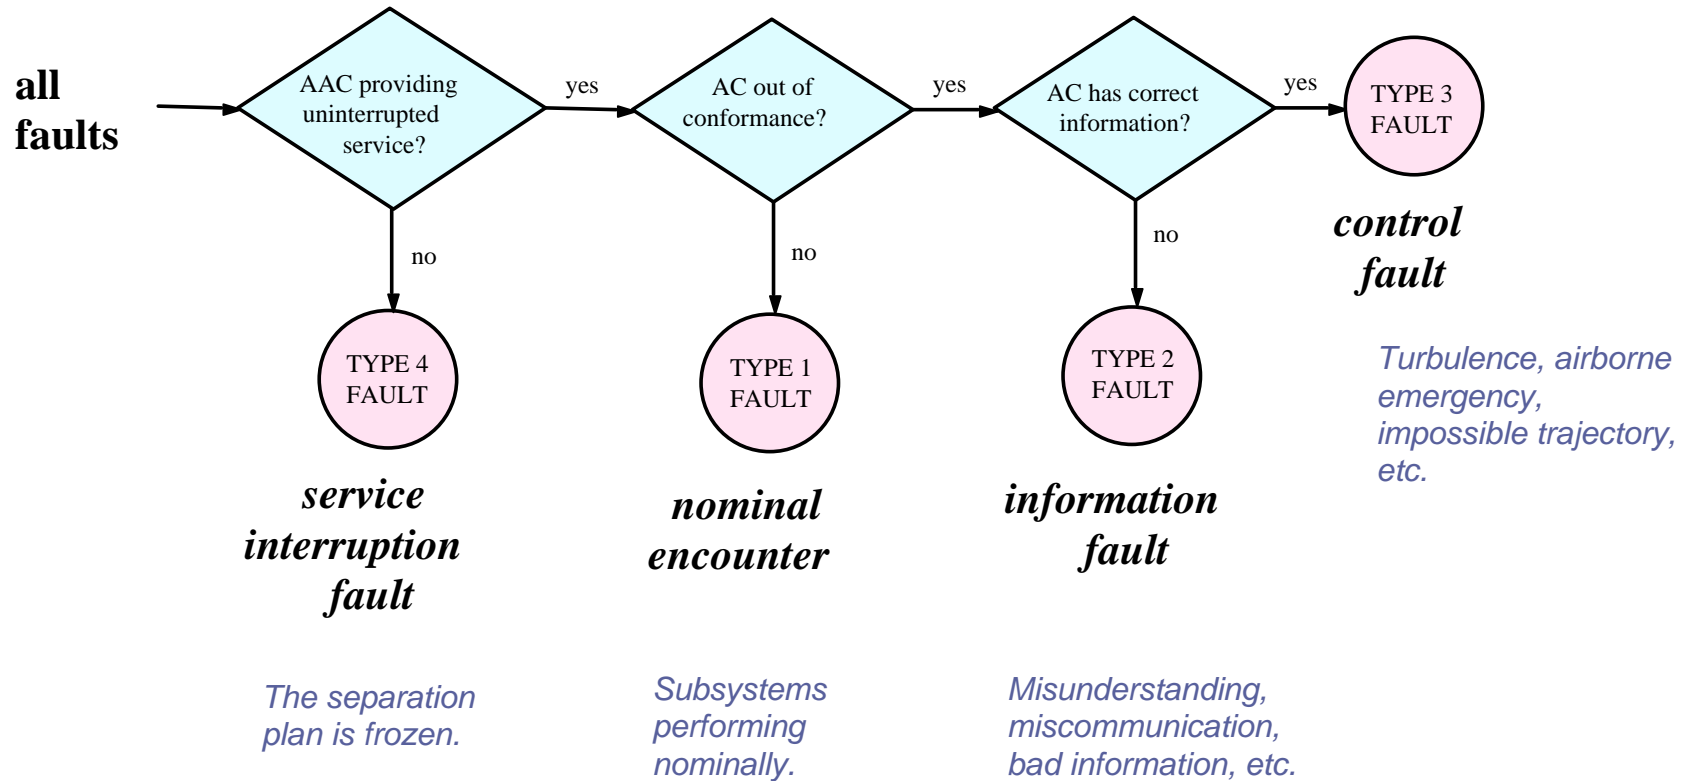 all
faults
AAC providing
uninterrupted
service?
yes
AC out of
conformance?
yes
AC has correct
information?
yes
TYPE 3
FAULT
no
no
no
control
fault
TYPE 4
FAULT
TYPE 1
FAULT
TYPE 2
FAULT
Turbulence, airborne
emergency,
impossible trajectory,
etc.
service
interruption
fault
nominal
encounter
information
fault
The separation
plan is frozen.
Subsystems
performing
nominally.
Misunderstanding,
miscommunication,
bad information, etc.